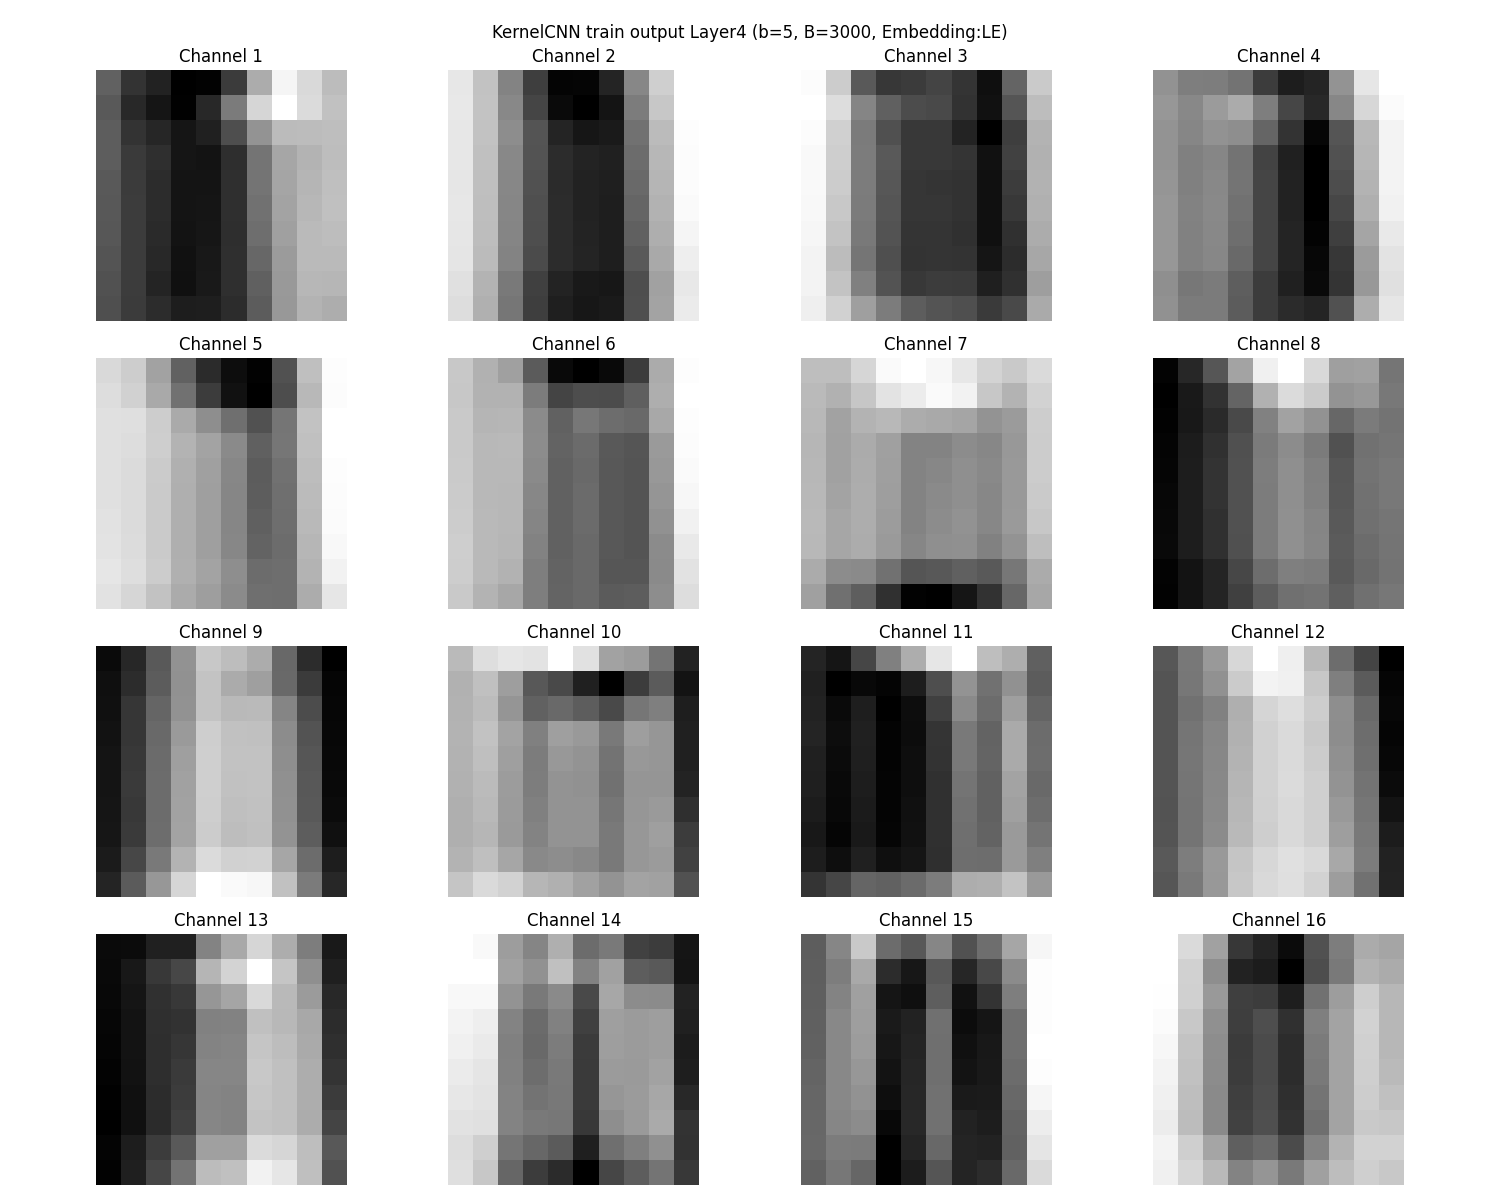 KernelCNN train output Layer4 (b=5, B=3000, Embedding:LE)
Channel 1 Channel 2 Channel 3 Channel 4
Channel 5 Channel 6 Channel 7 Channel 8
Channel 9 Channel 10 Channel 11 Channel 12
Channel 13 Channel 14 Channel 15 Channel 16